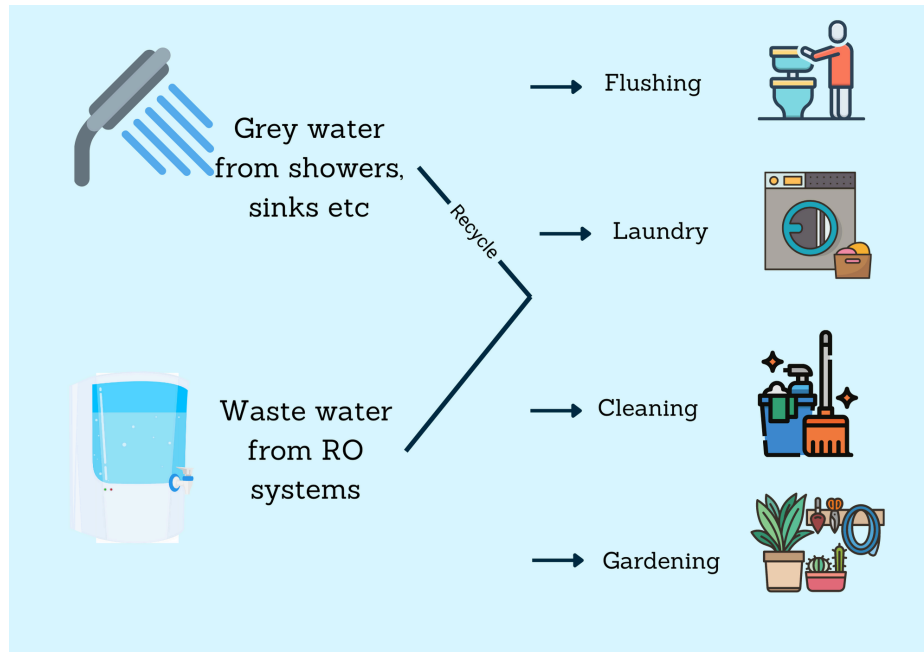 Grey water
from showers,
sinks etc
Recycle
Waste water
from RO
systems
Flushing
Laundry
Cleaning
Gardening